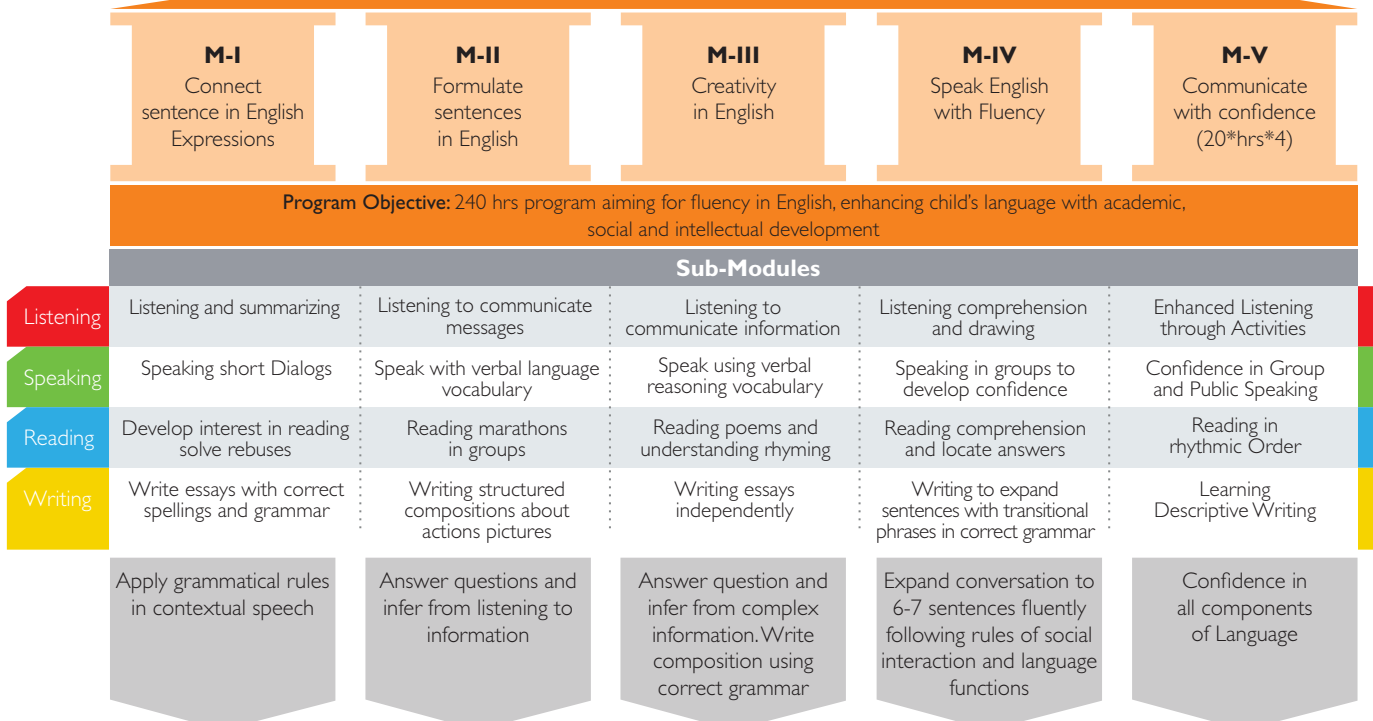 M-I
Connect
sentence in English
Expressions
M-II
Formulate
sentences
in English
M-III
Creativity
in English
M-IV
Speak English
with Fluency
M-V
Communicate
with confidence
(20*hrs*4)
Program Objective: 240 hrs program aiming for fluency in English, enhancing child's language with academic,
social and intellectual development
Sub-Modules
Listening
Listening and summarizing
Listening to communicate
messages
Listening to
communicate information
Listening comprehension
and drawing
Enhanced Listening
through Activities
Speaking
Speaking short Dialogs
Speak with verbal language
vocabulary
Speak using verbal
reasoning vocabulary
Speaking in groups to
develop confidence
Confidence in Group
and Public Speaking
Reading
Develop interest in reading
solve rebuses
Reading marathons
in groups
Reading poems and
understanding rhyming
Reading comprehension
and locate answers
Reading in
rhythmic Order
Writing
Write essays with correct
spellings and grammar
Writing structured
compositions about
actions pictures
Writing essays
independently
Writing to expand
sentences with transitional
phrases in correct grammar
Learning
Descriptive Writing
Apply grammatical rules
in contextual speech
Answer questions and
infer from listening to
information
Answer question and
infer from complex
information. Write
composition using
correct grammar
Expand conversation to
6-7 sentences fluently
following rules of social
interaction and language
functions
Confidence in
all components
of Language